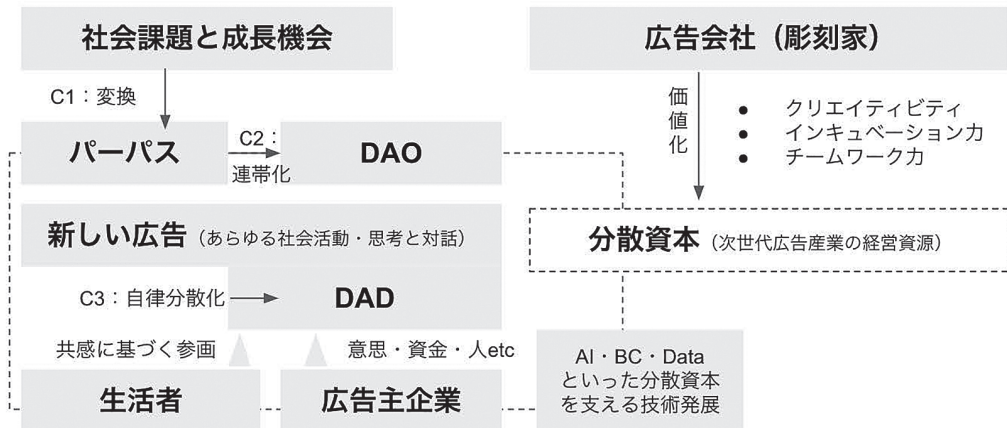 社会課題と成長機会
C1：変換
パーパス
C2：
連帯化
DAO
新しい広告（あらゆる社会活動・思考と対話）
C3：自律分散化
DAD
共感に基づく参画
意思・資金・人etc
生活者
広告主企業
広告会社（彫刻家）
価値化
● クリエイティビティ
● インキュベーション力
● チームワーク力
分散資本（次世代広告産業の経営資源）
AI・BC・Data
といった分散資本
を支える技術発展